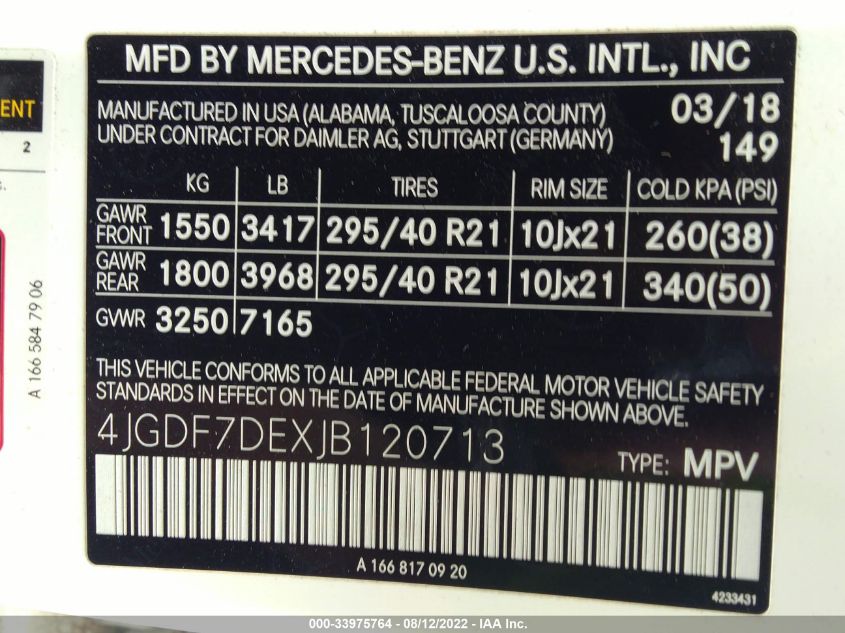 MFD BY MERCEDES-BENZ U.S. INTL., INC
MANUFACTURED IN USA (ALABAMA, TUSCALOOSA COUNTY) 03/18
UNDER CONTRACT FOR DAIMLER AG, STUTTGART (GERMANY) 149
KG LB TIRES RIM SIZE COLD KPA (PSI)
GAWR FRONT 1550 3417 295/40 R21 10Jx21 260(38)
GAWR REAR 1800 3968 295/40 R21 10Jx21 340(50)
GVWR 3250 7165
THIS VEHICLE CONFORMS TO ALL APPLICABLE FEDERAL MOTOR VEHICLE SAFETY
STANDARDS IN EFFECT ON THE DATE OF MANUFACTURE SHOWN ABOVE.
4JGDF7DEXJB120713
TYPE: MPV
A 166 817 09 20
4233431
ENT
2
A 166 584 79 06
000-33975764 - 08/12/2022 - IAA Inc.